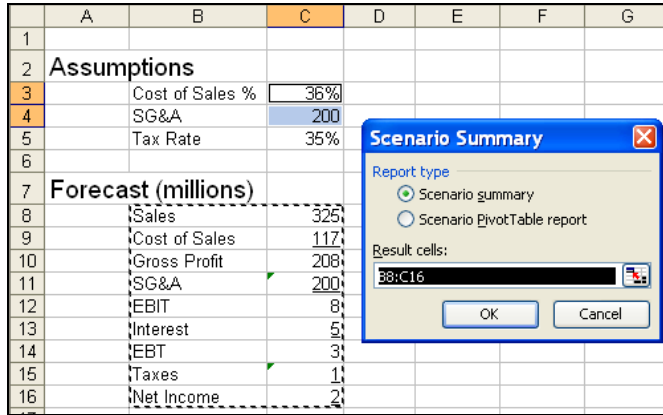 A B C D E F G
1
2 Assumptions
3 Cost of Sales % 36%
4 SG&A 200
5 Tax Rate 35%
6
7 Forecast (millions)
8 Sales 325
9 Cost of Sales 117
10 Gross Profit 208
11 SG&A 200
12 EBIT 8
13 Interest 5
14 EBT 3
15 Taxes 1
16 Net Income 2
Scenario Summary
Report type
Scenario summary
Scenario PivotTable report
Result cells:
B8:C16
OK Cancel